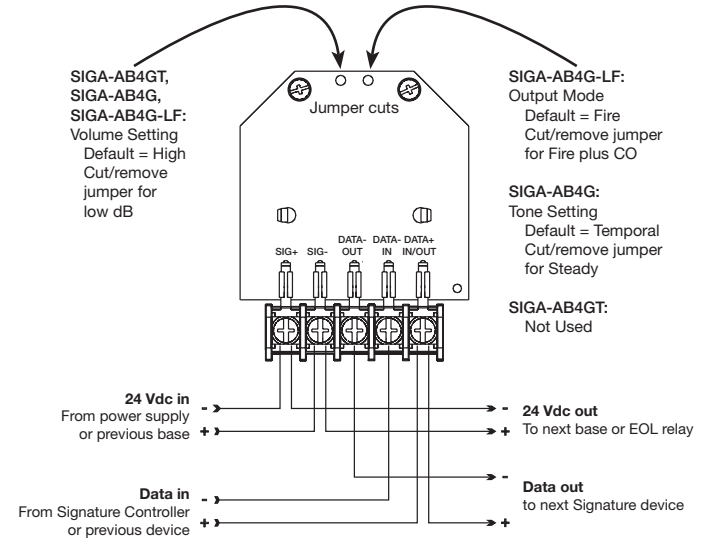 SIGA-AB4GT,
SIGA-AB4G,
SIGA-AB4G-LF:
Volume Setting
Default = High
Cut/remove
jumper for
low dB
Jumper cuts
SIGA-AB4G-LF:
Output Mode
Default = Fire
Cut/remove jumper
for Fire plus CO
SIGA-AB4G:
Tone Setting
Default = Temporal
Cut/remove jumper
for Steady
SIGA-AB4GT:
Not Used
SIG+
SIG-
DATA-
OUT
DATA-
IN
DATA+
IN/OUT
24 Vdc in
From power supply
or previous base
-
+
-
+
24 Vdc out
To next base or EOL relay
Data in
From Signature Controller
or previous device
-
+
-
+
Data out
to next Signature device